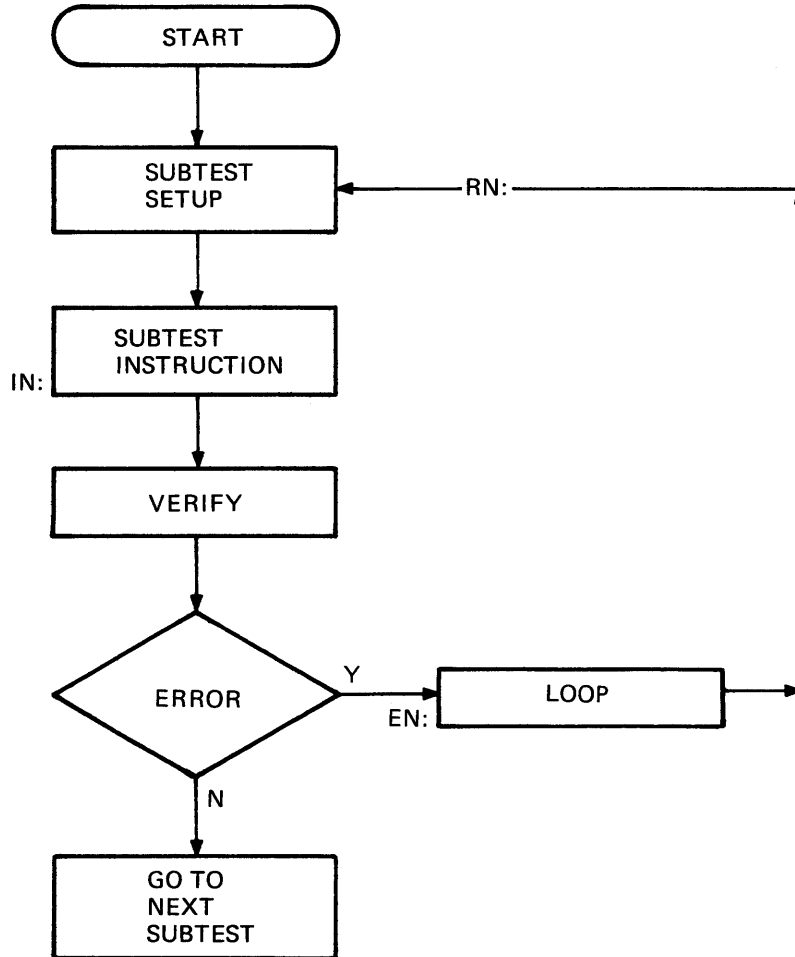 START
SUBTEST
SETUP
RN:
SUBTEST
INSTRUCTION
IN:
VERIFY
ERROR
Y
EN:
LOOP
N
GO TO
NEXT
SUBTEST